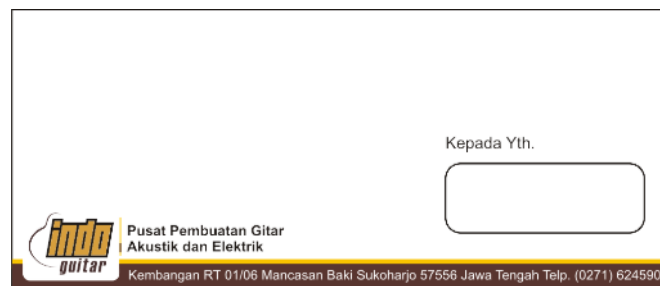 Kepada Yth.
indo
guitar
Pusat Pembuatan Gitar
Akustik dan Elektrik
Kembangan RT 01/06 Mancasan Baki Sukoharjo 57556 Jawa Tengah Telp. (0271) 624590